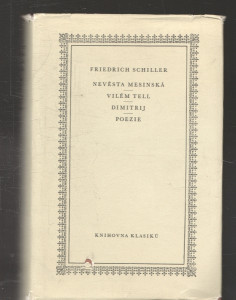 FRIEDRICH SCHILLER
NEVĚSTA MESINSKÁ
VILÉM TELL
DIMITRIJ
POEZIE
KNIHOVNA KLASIKŮ